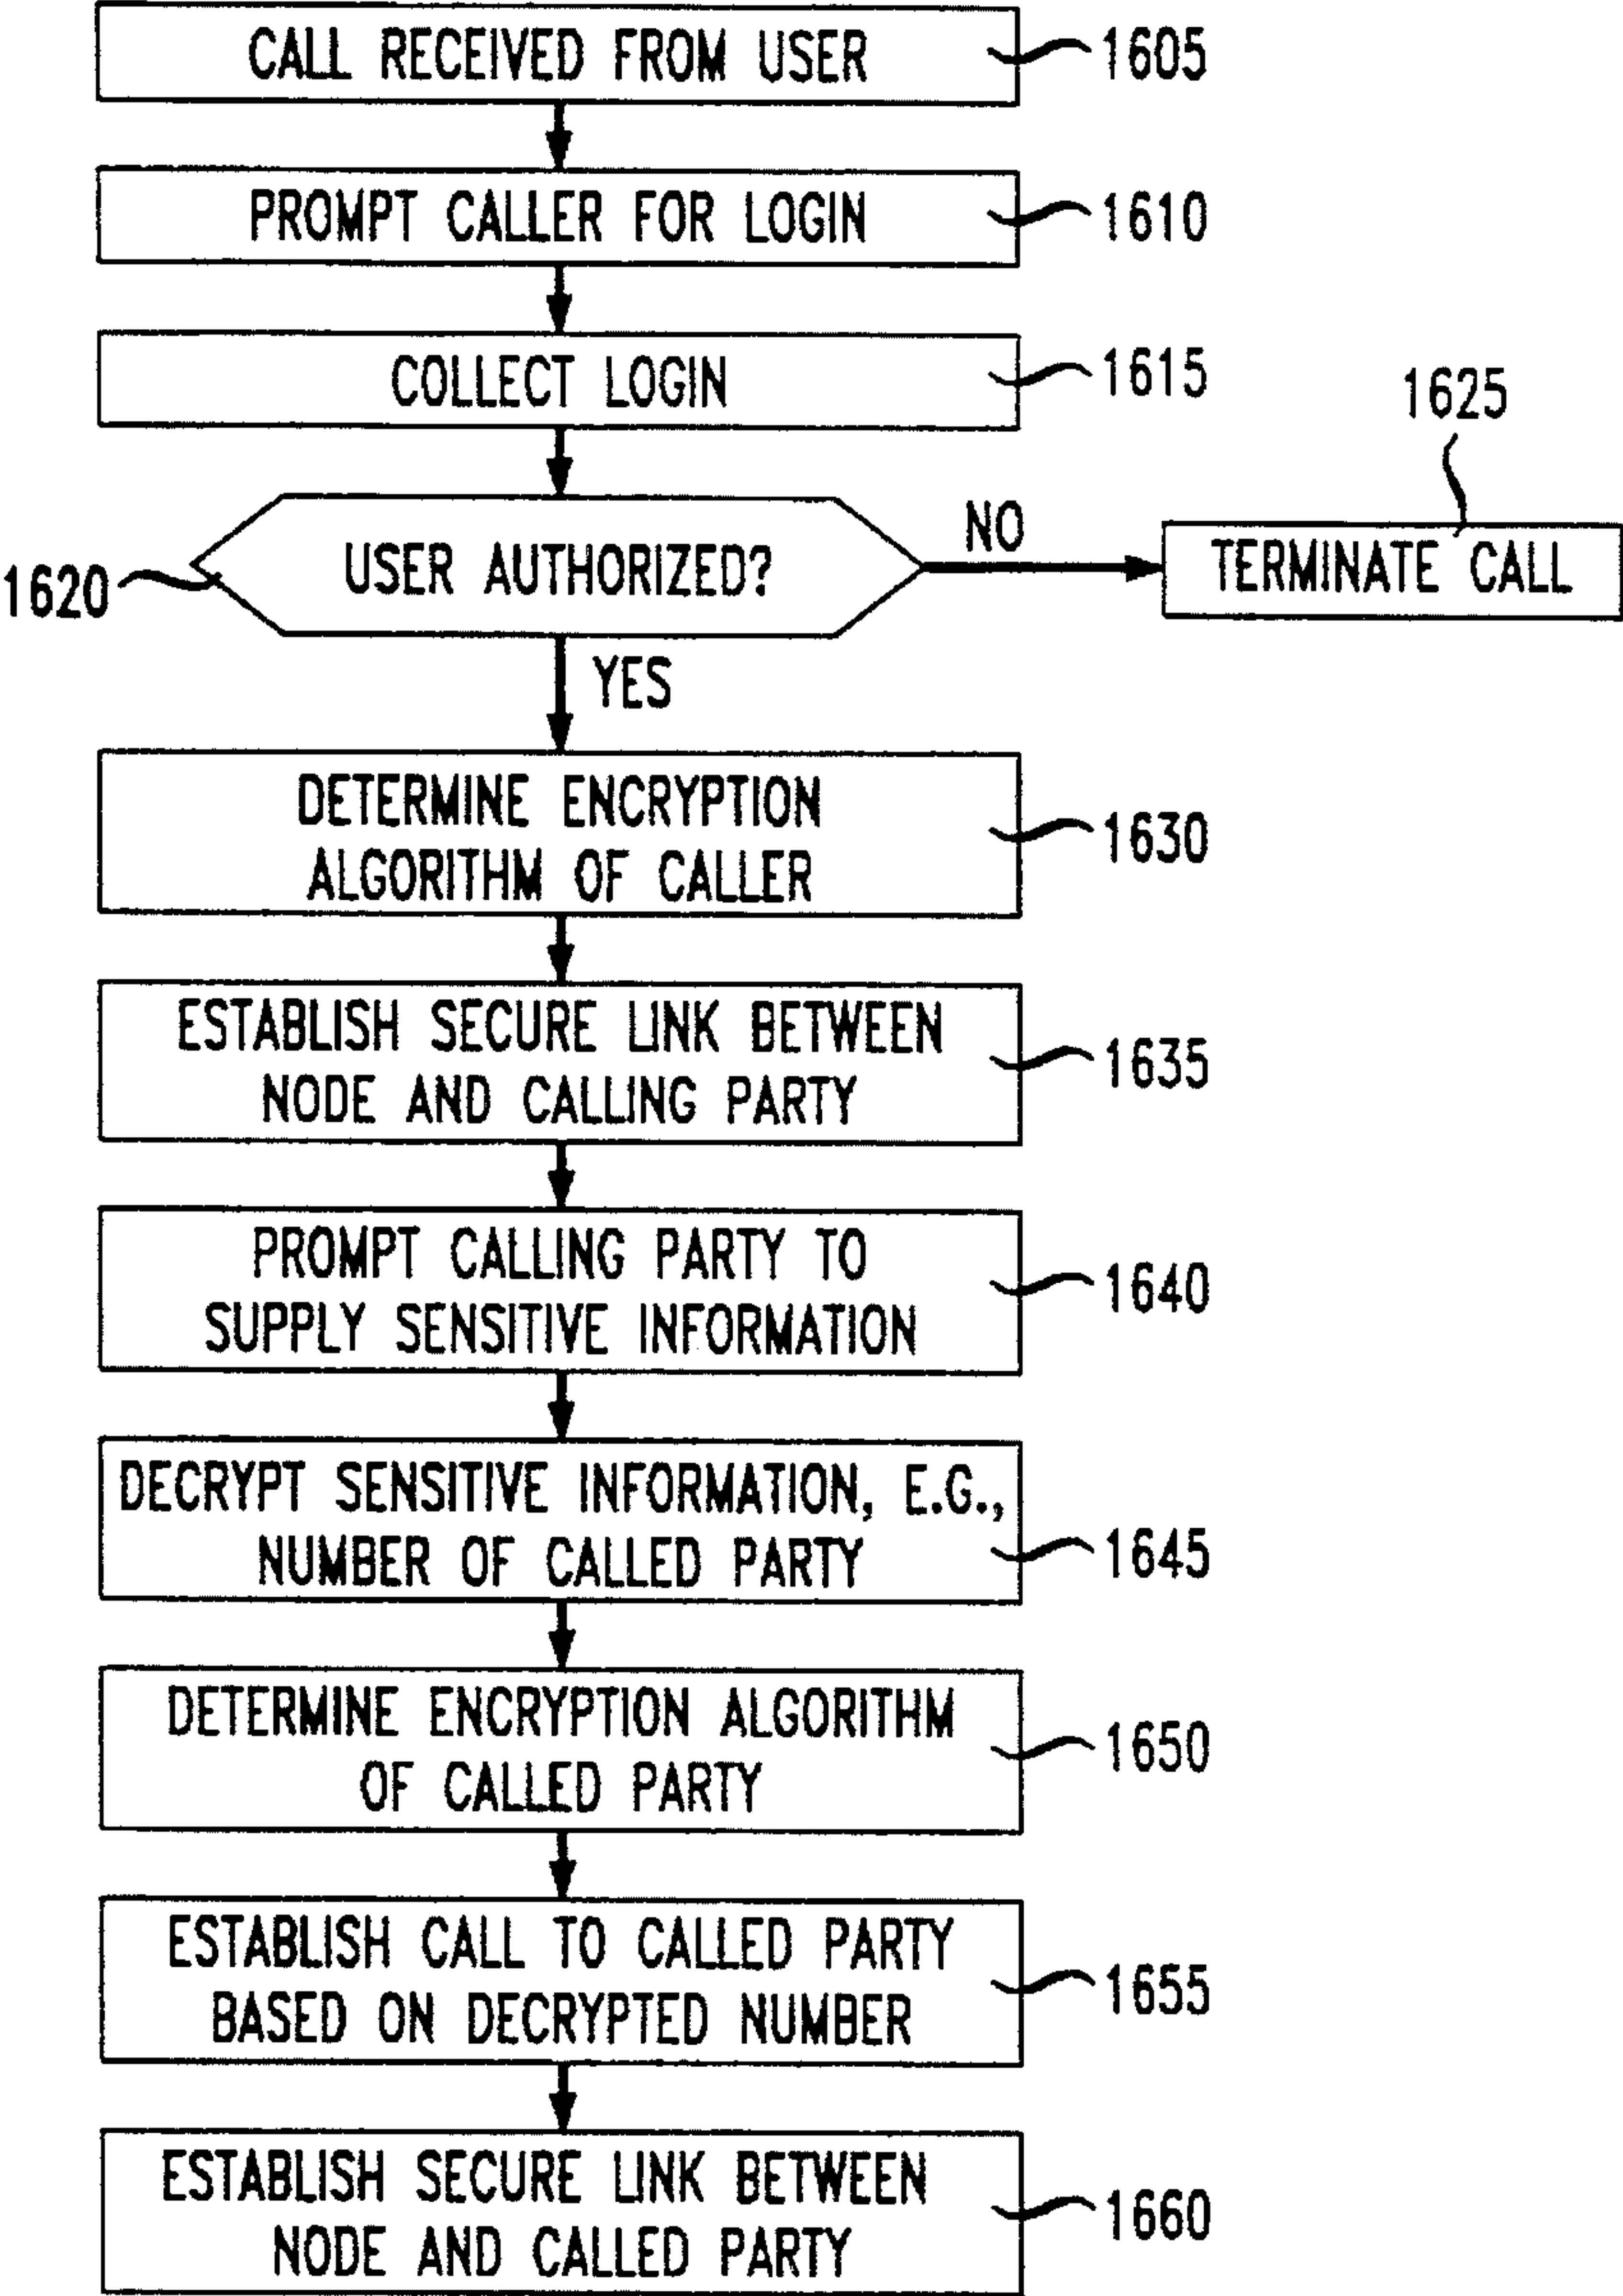 CALL RECEIVED FROM USER
1605
PROMPT CALLER FOR LOGIN
1610
COLLECT LOGIN
1615
1625
USER AUTHORIZED?
NO
TERMINATE CALL
1620
YES
DETERMINE ENCRYPTION
ALGORITHM OF CALLER
1630
ESTABLISH SECURE LINK BETWEEN
NODE AND CALLING PARTY
1635
PROMPT CALLING PARTY TO
SUPPLY SENSITIVE INFORMATION
1640
DECRYPT SENSITIVE INFORMATION, E.G.,
NUMBER OF CALLED PARTY
1645
DETERMINE ENCRYPTION ALGORITHM
OF CALLED PARTY
1650
ESTABLISH CALL TO CALLED PARTY
BASED ON DECRYPTED NUMBER
1655
ESTABLISH SECURE LINK BETWEEN
NODE AND CALLED PARTY
1660